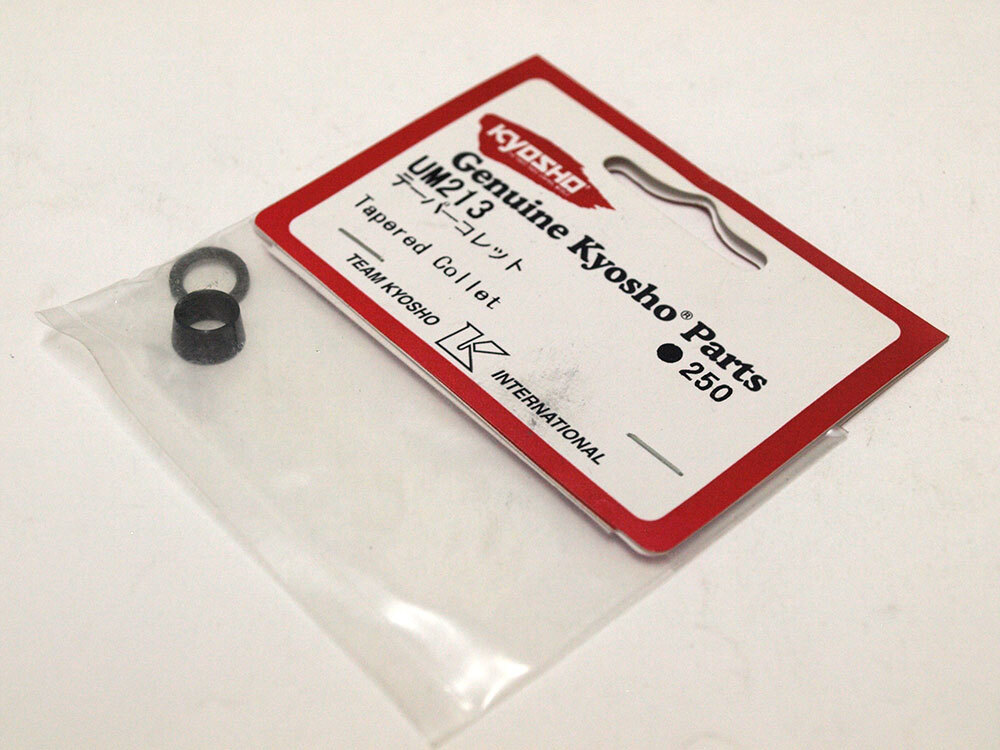 KYOSHO®
Genuine Kyosho® Parts
UM213
●250
テーパーコレット
Tapered Collet
TEAM KYOSHO K INTERNATIONAL